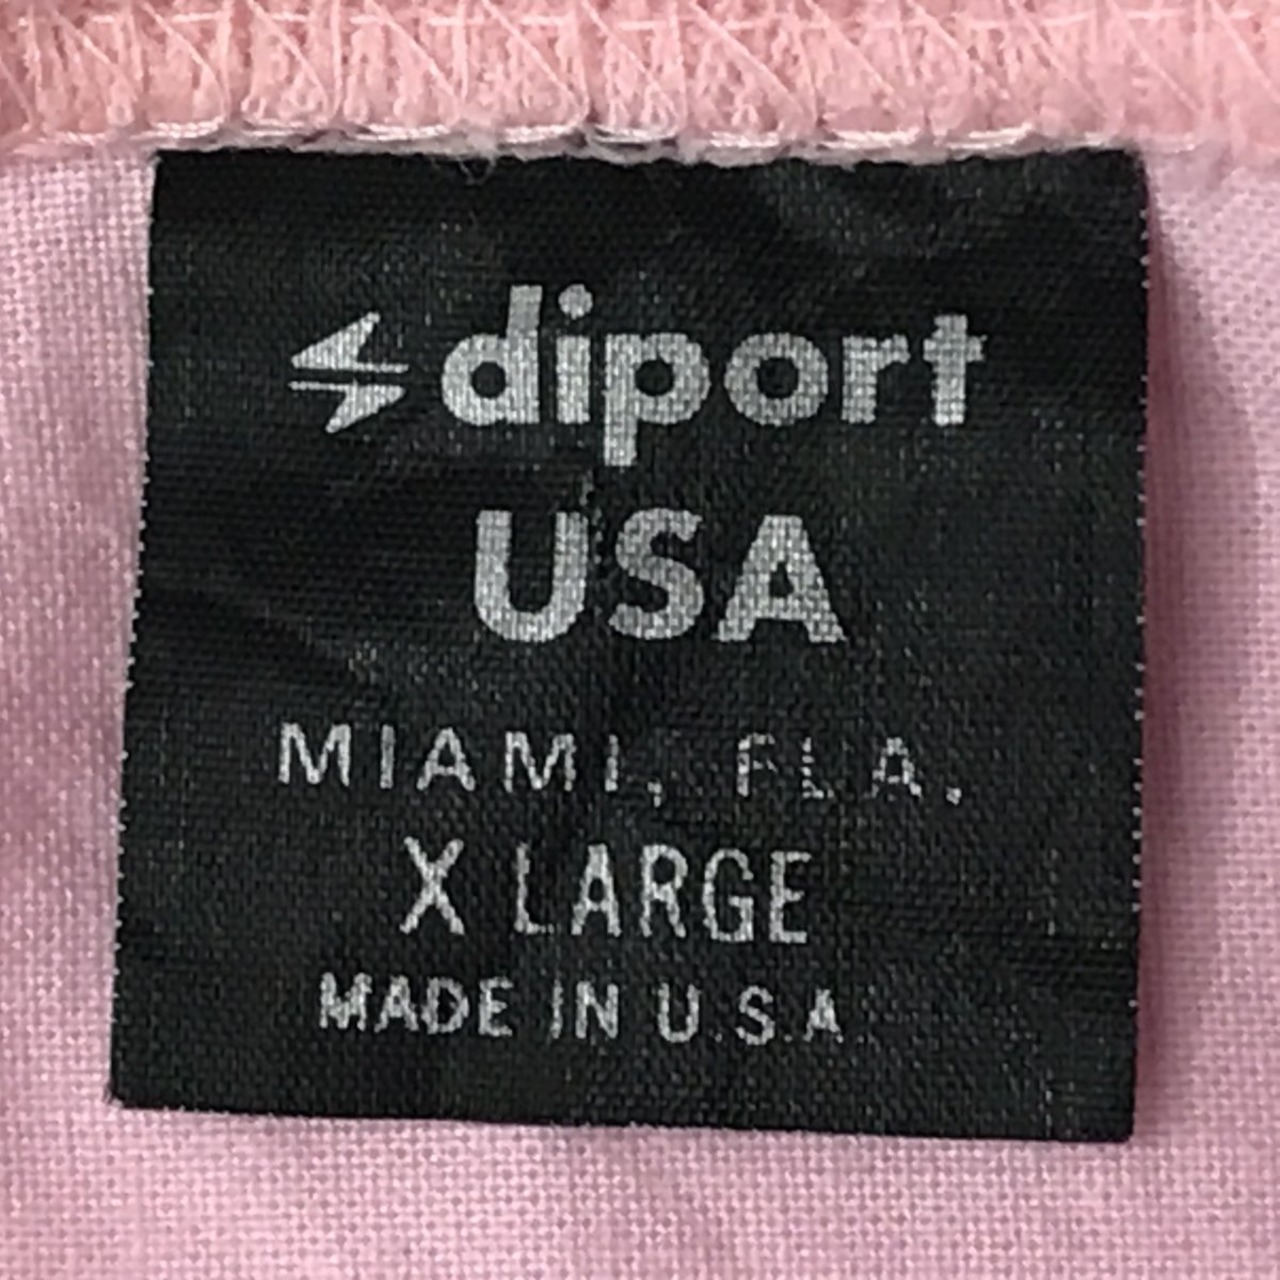 diport
USA
MIAMI, FLA.
X LARGE
MADE IN U.S.A